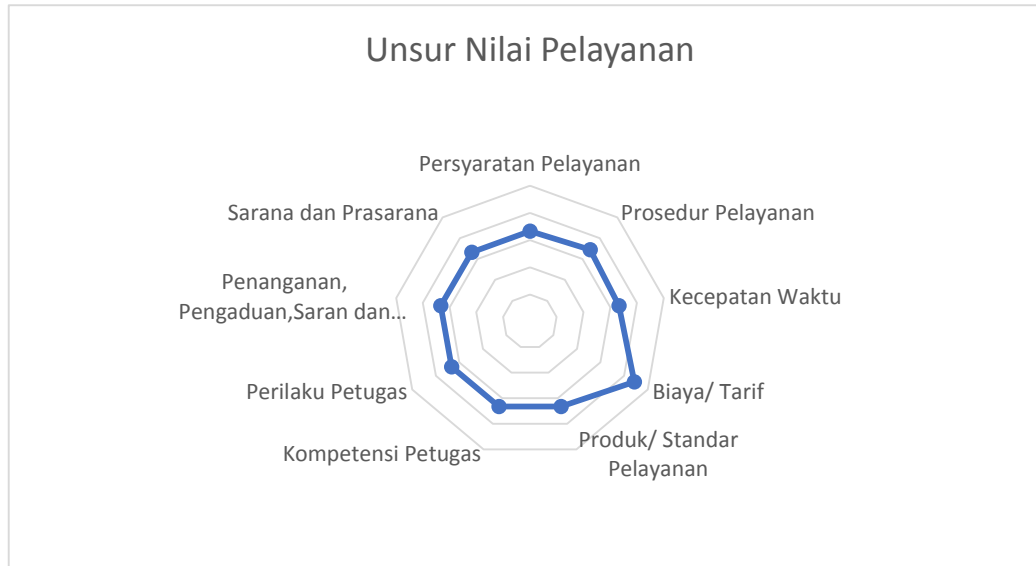 Unsur Nilai Pelayanan
Persyaratan Pelayanan
Prosedur Pelayanan
Kecepatan Waktu
Biaya/ Tarif
Produk/ Standar
Pelayanan
Kompetensi Petugas
Perilaku Petugas
Penanganan,
Pengaduan,Saran dan...
Sarana dan Prasarana